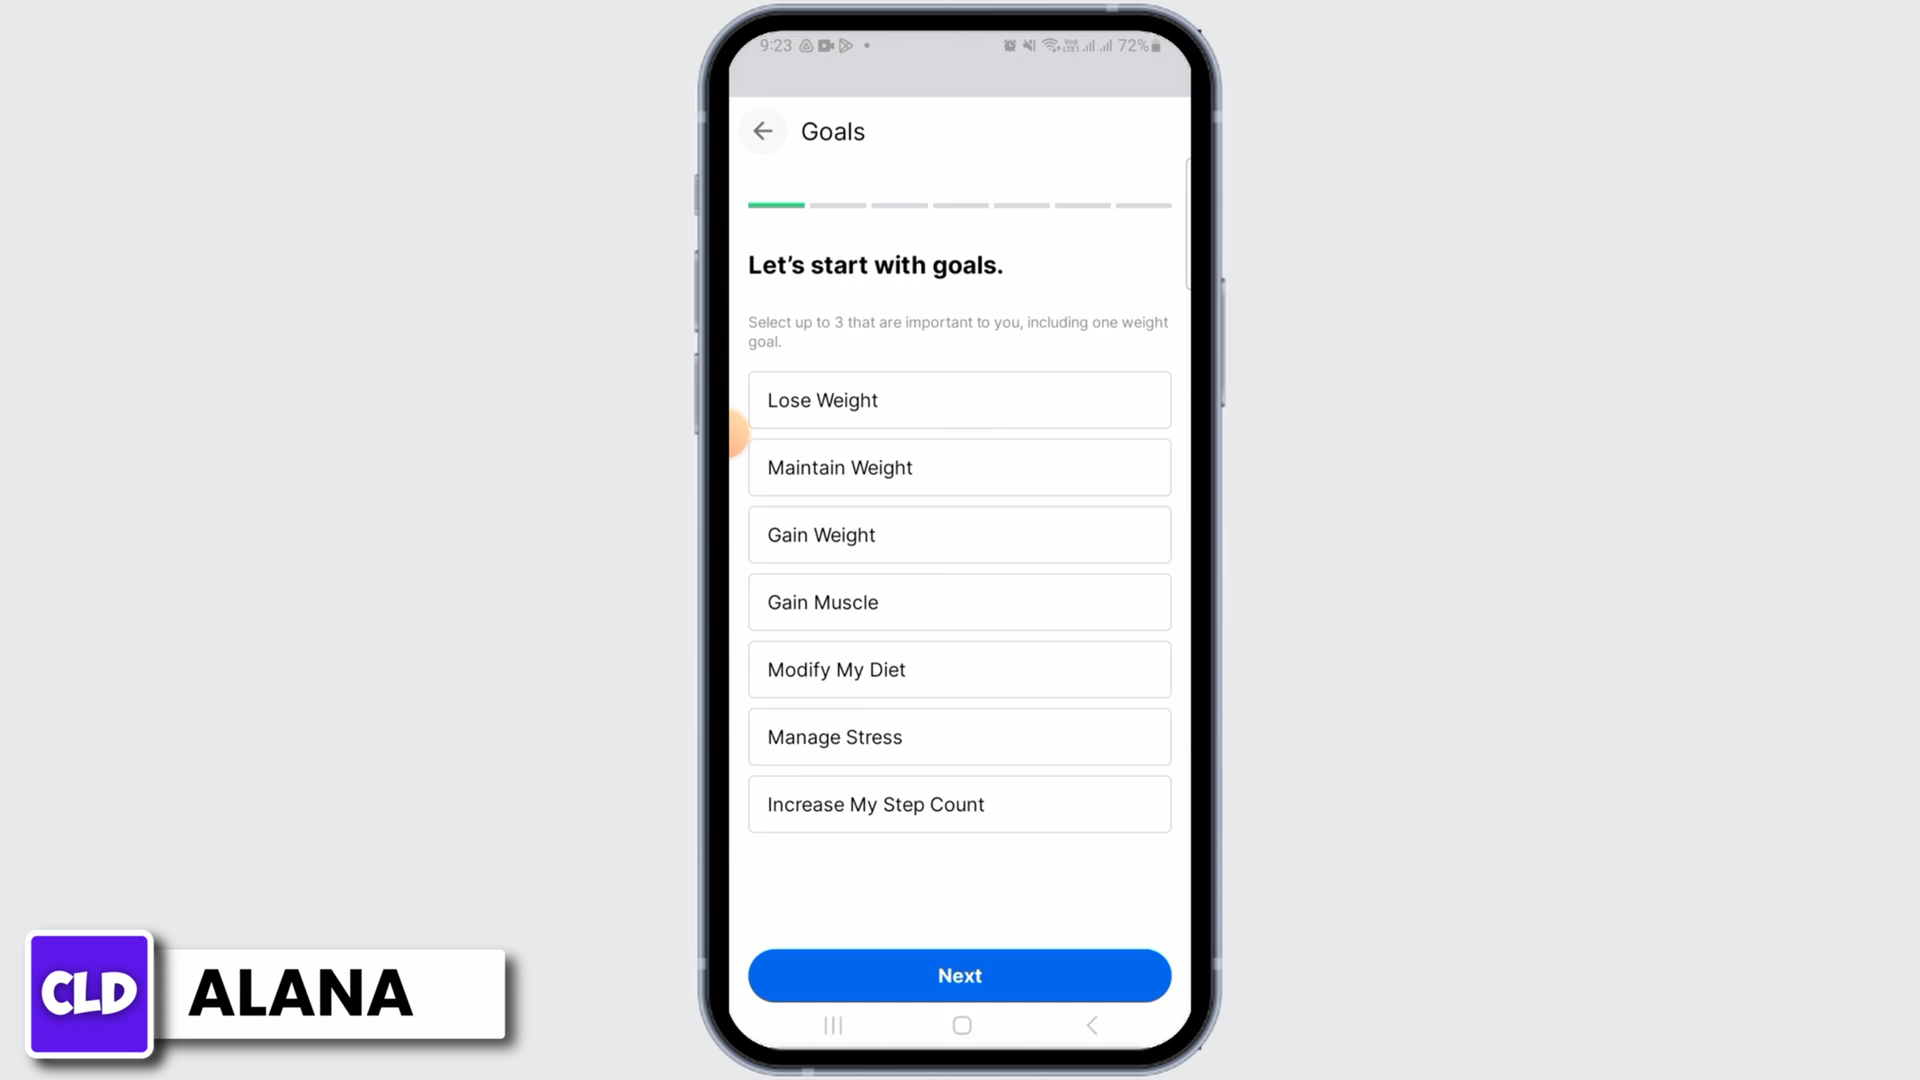 9:23
72%
Goals
Let’s start with goals.
Select up to 3 that are important to you, including one weight
goal.
Lose Weight
Maintain Weight
Gain Weight
Gain Muscle
Modify My Diet
Manage Stress
Increase My Step Count
Next
CLD
ALANA